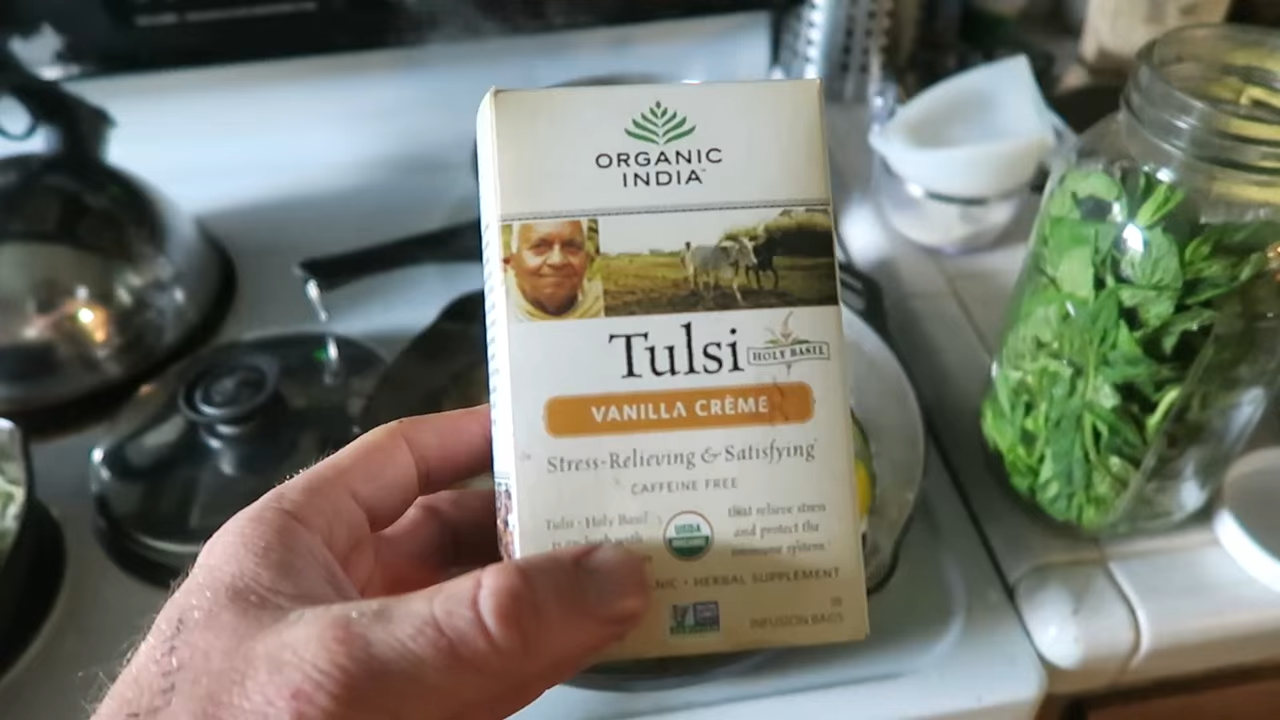 ORGANIC
INDIA
Tulsi
HOLY BASIL
VANILLA CRÈME
Stress-Relieving & Satisfying*
CAFFEINE FREE
Tulsi • Holy Basil
that relieve stress
and protect the
immune system*
USDA
ORGANIC
NIC • HERBAL SUPPLEMENT
INFUSION BAGS